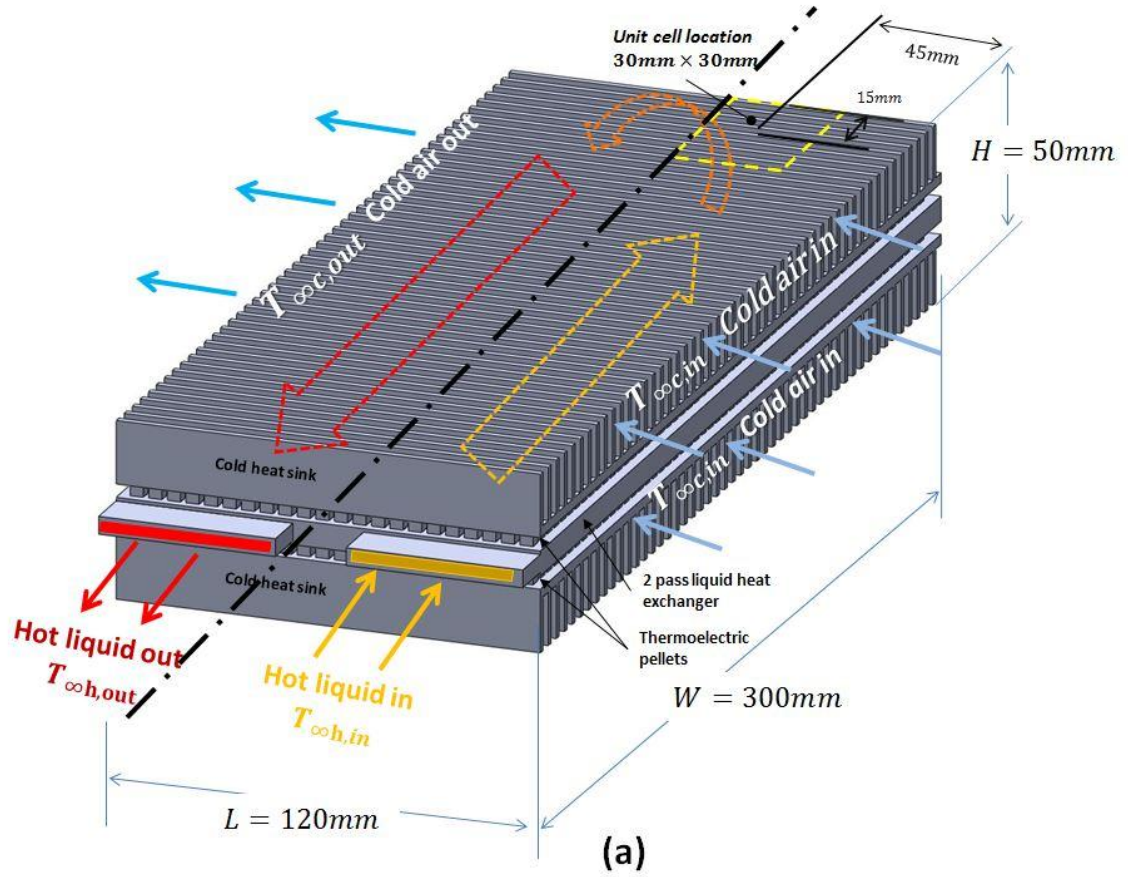 Unit cell location
30mm × 30mm
45mm
15mm
H = 50mm
Cold air out
T ∞c,out
Cold air in
T ∞c,in
Cold air in
T ∞c,in
Cold heat sink
Cold heat sink
2 pass liquid heat
exchanger
Thermoelectric
pellets
Hot liquid out
T∞h,out
Hot liquid in
T∞h,in
W = 300mm
L = 120mm
(a)